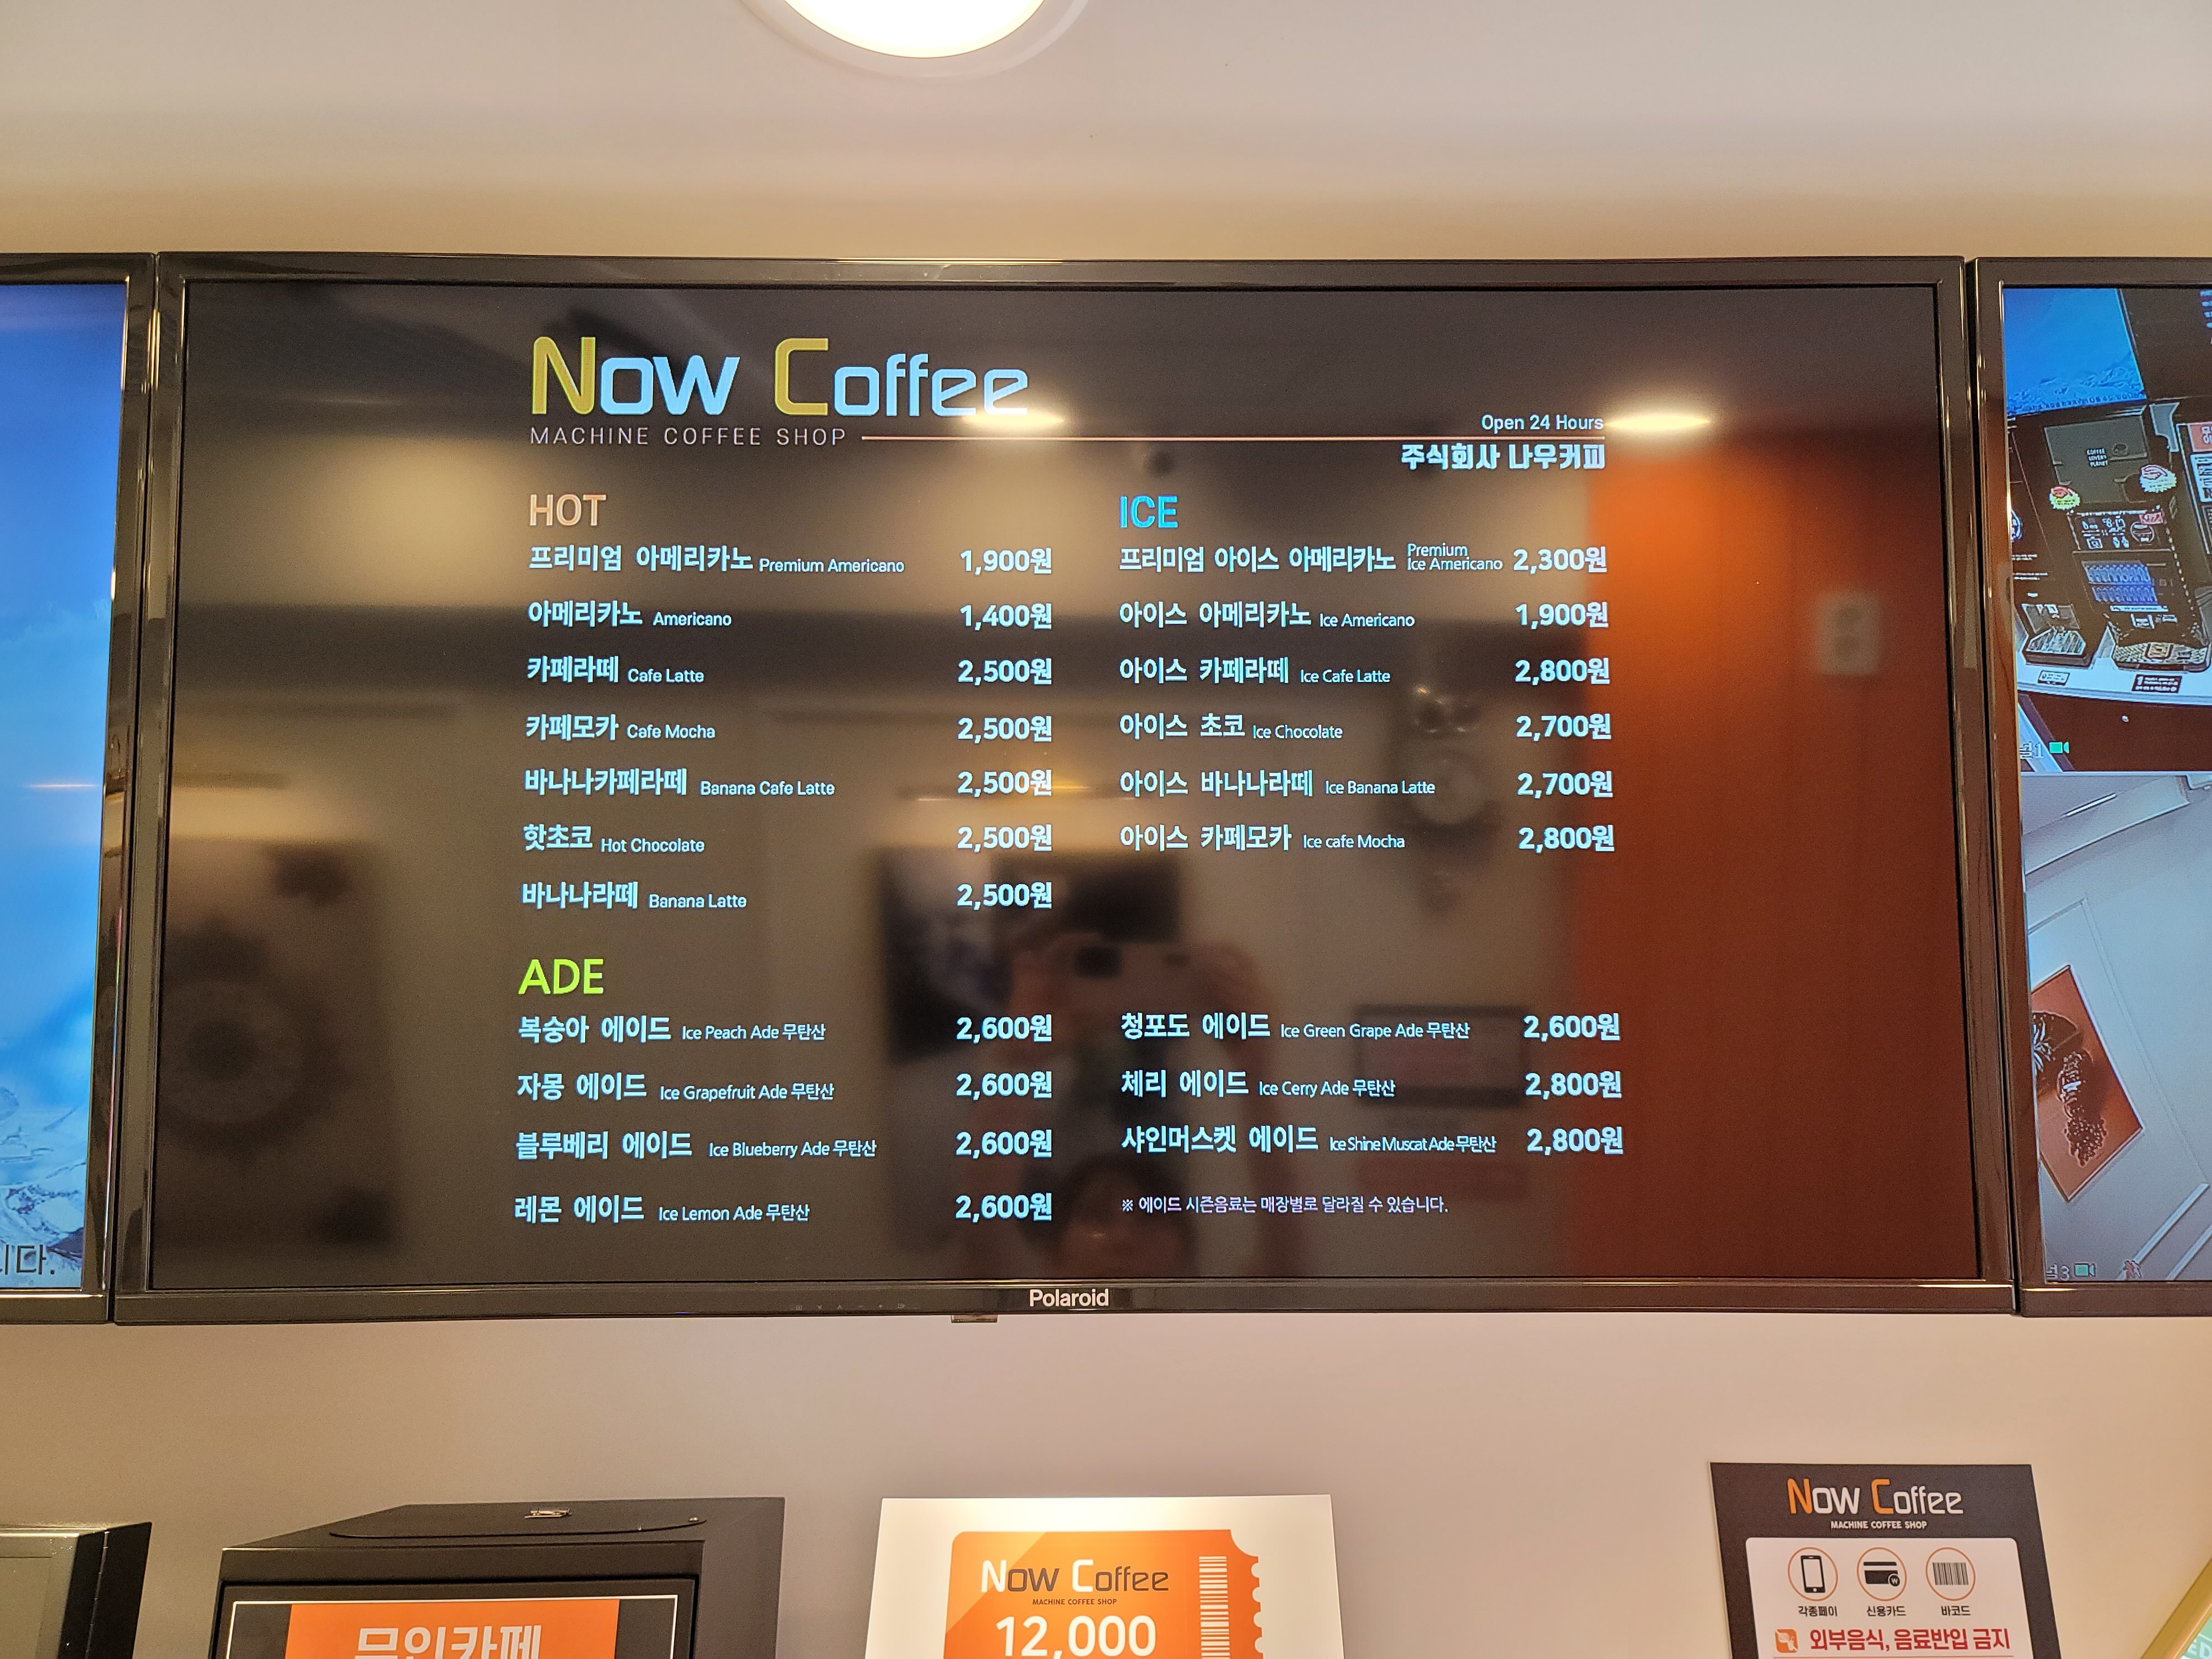 Now Coffee
MACHINE COFFEE SHOP
Open 24 Hours
주식회사 나우커피
HOT
프리미엄 아메리카노 Premium Americano 1,900원
아메리카노 Americano 1,400원
카페라떼 Cafe Latte 2,500원
카페모카 Cafe Mocha 2,500원
바나나카페라떼 Banana Cafe Latte 2,500원
핫초코 Hot Chocolate 2,500원
바나나라떼 Banana Latte 2,500원
ICE
프리미엄 아이스 아메리카노 Premium Ice Americano 2,300원
아이스 아메리카노 Ice Americano 1,900원
아이스 카페라떼 Ice Cafe Latte 2,800원
아이스 초코 Ice Chocolate 2,700원
아이스 바나나라떼 Ice Banana Latte 2,700원
아이스 카페모카 Ice cafe Mocha 2,800원
ADE
복숭아 에이드 Ice Peach Ade 무탄산 2,600원
자몽 에이드 Ice Grapefruit Ade 무탄산 2,600원
블루베리 에이드 Ice Blueberry Ade 무탄산 2,600원
레몬 에이드 Ice Lemon Ade 무탄산 2,600원
청포도 에이드 Ice Green Grape Ade 무탄산 2,600원
체리 에이드 Ice Cerry Ade 무탄산 2,800원
샤인머스켓 에이드 Ice Shine Muscat Ade 무탄산 2,800원
※ 에이드 시즌음료는 매장별로 달라질 수 있습니다.
Polaroid
무인카페
Now Coffee
MACHINE COFFEE SHOP
12,000
Now Coffee
MACHINE COFFEE SHOP
각종페이 신용카드 바코드
외부음식, 음료반입 금지